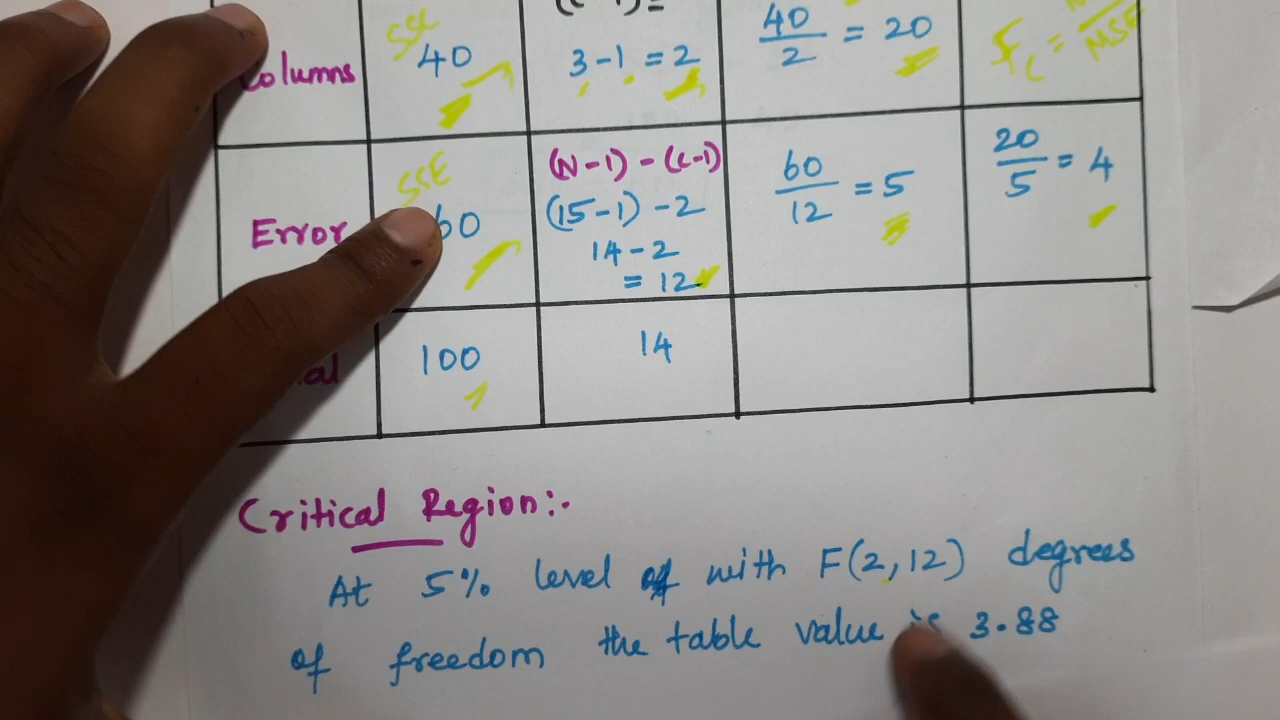 SSC
40
3-1 = 2
40/2 = 20
F_C = /MSE
Columns
SSE
60
(N-1) - (C-1)
(15-1) -2
14-2
= 12
60/12 = 5
20/5 = 4
Error
100
14
Critical Region:-
At 5% level of with F(2,12) degrees
of freedom the table value is 3.88